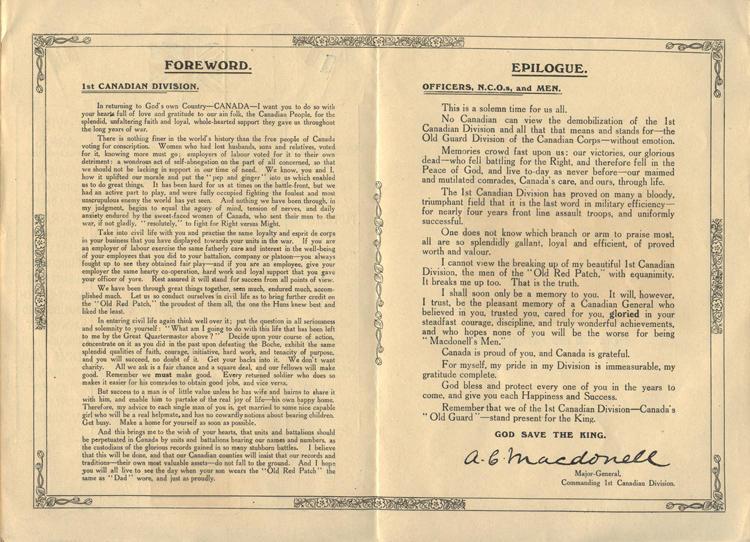 FOREWORD.
1st CANADIAN DIVISION.
In returning to God's own Country—CANADA—I want you to do so with
your hearts full of love and gratitude to our ain folk, the Canadian People, for the
splendid, unfaltering faith and loyal, whole-hearted support they gave us throughout
the long years of war.
There is nothing finer in the world's history than the free people of Canada
voting for conscription. Women who had lost husbands, sons and relatives, voted
for it, knowing more must go; employers of labour voted for it to their own
detriment: a wondrous act of self-abnegation on the part of all concerned, so that
we should not be lacking in support in our time of need. We know, you and I,
how it uplifted our morale and put the "pep and ginger" into us which enabled
us to do great things. It has been hard for us at times on the battle-front, but we
had an active part to play, and were fully occupied fighting the foulest and most
unscrupulous enemy the world has yet seen. And nothing we have been through, in
my judgment, begins to equal the agony of mind, tension of nerves, and daily
anxiety endured by the sweet-faced women of Canada, who sent their men to the
war, if not gladly, "resolutely," to fight for Right versus Might.
Take into civil life with you and practise the same loyalty and esprit de corps
in your business that you have displayed towards your units in the war. If you are
an employer of labour exercise the same fatherly care and interest in the well-being
of your employees that you did to your battalion, company or platoon—you always
fought up to see they obtained fair play—and if you are an employee, give your
employer the same hearty co-operation, hard work and loyal support that you gave
your officer of yore. Rest assured it will stand for success from all points of view.
We have been through great things together, seen much, endured much, accom-
plished much. Let us so conduct ourselves in civil life as to bring further credit on
the "Old Red Patch," the proudest of them all, the one the Huns knew best and
liked the least.
In entering civil life again think well over it; put the question in all seriousness
and solemnity to yourself: "What am I going to do with this life that has been left
to me by the Great Quartermaster above?" Decide upon your course of action,
concentrate on it as you did in the past upon defeating the Boche, exhibit the same
splendid qualities of faith, courage, initiative, hard work, and tenacity of purpose,
and you will succeed, no doubt of it. Get your backs into it. We don't want
charity. All we ask is a fair chance and a square deal, and our fellows will make
good. Remember we must make good. Every returned soldier who does so
makes it easier for his comrades to obtain good jobs, and vice versa.
But success to a man is of little value unless he has wife and bairns to share it
with him, and enable him to partake of the real joy of life—his own happy home.
Therefore, my advice to each single man of you is, get married to some nice capable
girl who will be a real helpmate, and has no cowardly notions about bearing children.
Get busy. Make a home for yourself as soon as possible.
And this brings me to the wish of your hearts, that units and battalions should
be perpetuated in Canada by units and battalions bearing our names and numbers, as
the custodians of the glorious records gained in so many stubborn battles. I believe
that this will be done, and that our Canadian counties will insist that our records and
traditions—their own most valuable assets—do not fall to the ground. And I hope
you all will live to see the day when your son wears the "Old Red Patch" the
same as "Dad" wore, and just as proudly.
EPILOGUE.
OFFICERS, N.C.O.s, and MEN.
This is a solemn time for us all.
No Canadian can view the demobilization of the 1st
Canadian Division and all that that means and stands for—the
Old Guard Division of the Canadian Corps—without emotion.
Memories crowd fast upon us: our victories, our glorious
dead—who fell battling for the Right, and therefore fell in the
Peace of God, and live to-day as never before—our maimed
and mutilated comrades, Canada's care, and ours, through life.
The 1st Canadian Division has proved on many a bloody,
triumphant field that it is the last word in military efficiency—
for nearly four years front line assault troops, and uniformly
successful.
One does not know which branch or arm to praise most,
all are so splendidly gallant, loyal and efficient, of proved
worth and valour.
I cannot view the breaking up of my beautiful 1st Canadian
Division, the men of the "Old Red Patch," with equanimity.
It breaks me up too. That is the truth.
I shall soon only be a memory to you. It will, however,
I trust, be the pleasant memory of a Canadian General who
believed in you, trusted you, cared for you, gloried in your
steadfast courage, discipline, and truly wonderful achievements,
and who hopes none of you will be the worse for being
"Macdonell's Men."
Canada is proud of you, and Canada is grateful.
For myself, my pride in my Division is immeasurable, my
gratitude complete.
God bless and protect every one of you in the years to
come, and give you each Happiness and Success.
Remember that we of the 1st Canadian Division—Canada's
"Old Guard"—stand present for the King.
GOD SAVE THE KING.
A. C. Macdonell
Major-General,
Commanding 1st Canadian Division.